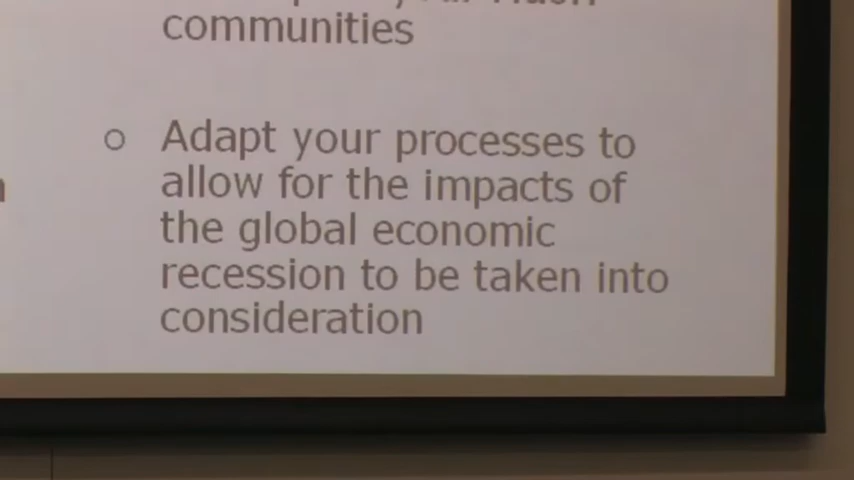 communities
○ Adapt your processes to
allow for the impacts of
the global economic
recession to be taken into
consideration